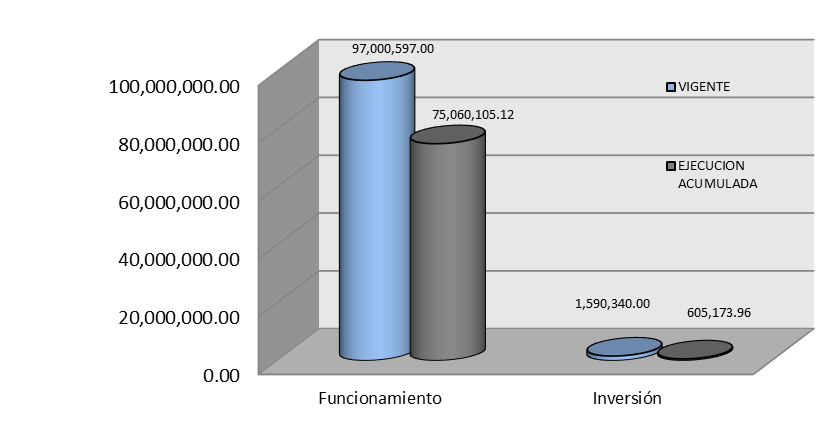 97,000,597.00
100,000,000.00
VIGENTE
75,060,105.12
80,000,000.00
EJECUCION
ACUMULADA
60,000,000.00
40,000,000.00
1,590,340.00
605,173.96
20,000,000.00
0.00
Funcionamiento
Inversión